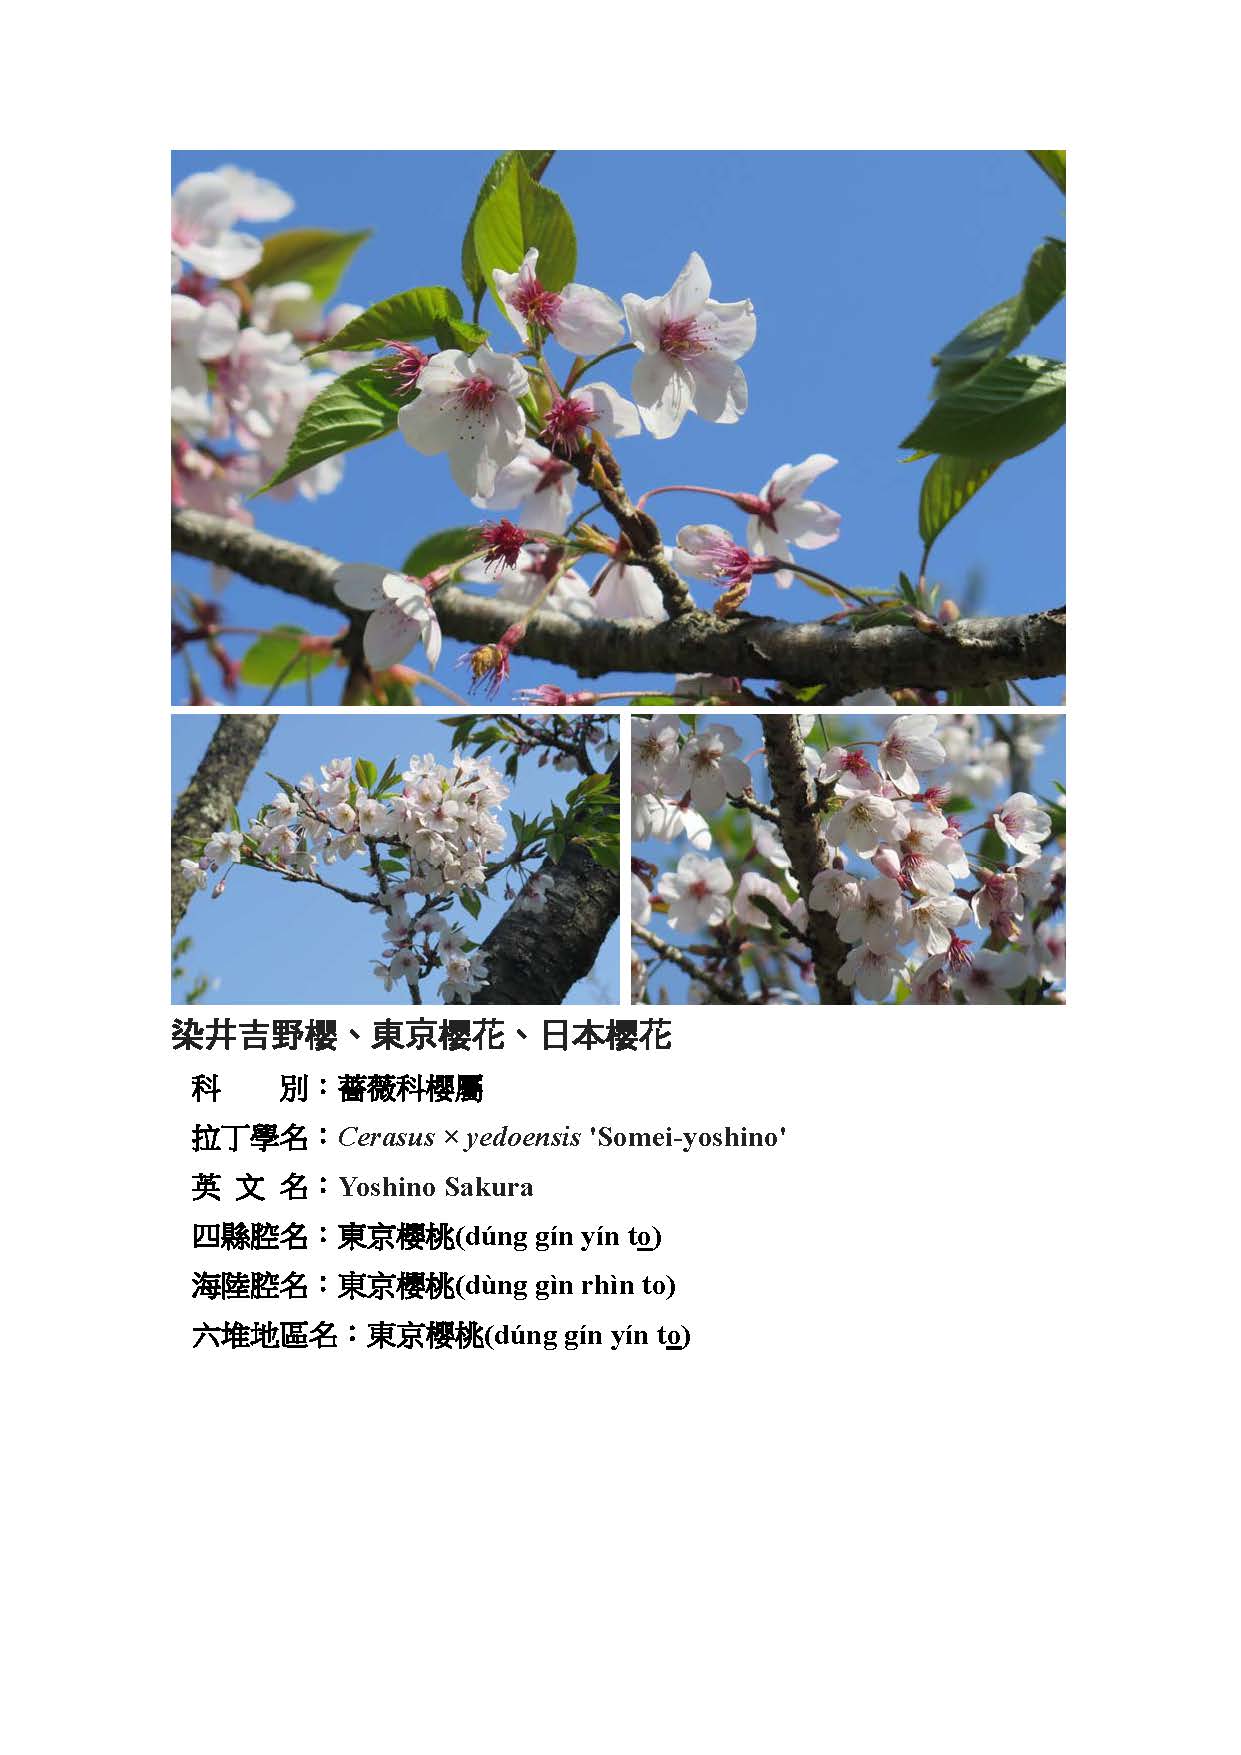 染井吉野櫻、東京櫻花、日本櫻花
科　　別：薔薇科櫻屬
拉丁學名：Cerasus × yedoensis 'Somei-yoshino'
英 文 名：Yoshino Sakura
四縣腔名：東京櫻桃(dúng gín yín to)
海陸腔名：東京櫻桃(dùng gìn rhìn to)
六堆地區名：東京櫻桃(dúng gín yín to)